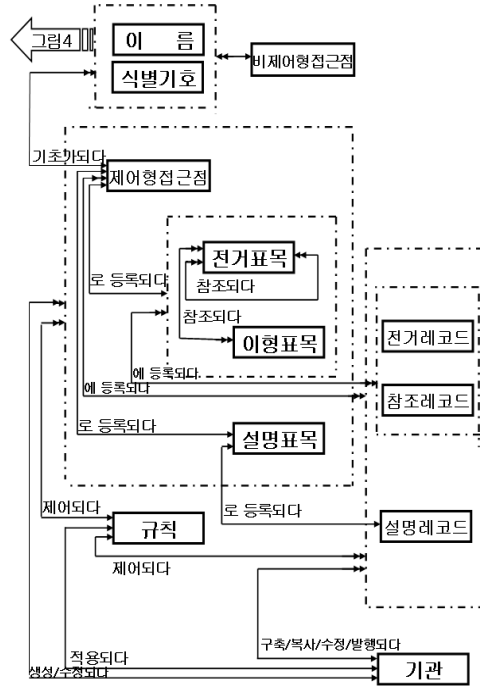 그림4
이 름
식별기호
비제어형접근점
기초가되다
제어형접근점
전거표목
참조되다
로 등록되다
참조되다
이형표목
전거레코드
에 등록되다
에 등록되다
참조레코드
로 등록되다
설명표목
제어되다
로 등록되다
규칙
설명레코드
제어되다
구축/복사/수정/발행되다
적용되다
생성/수정되다
기관